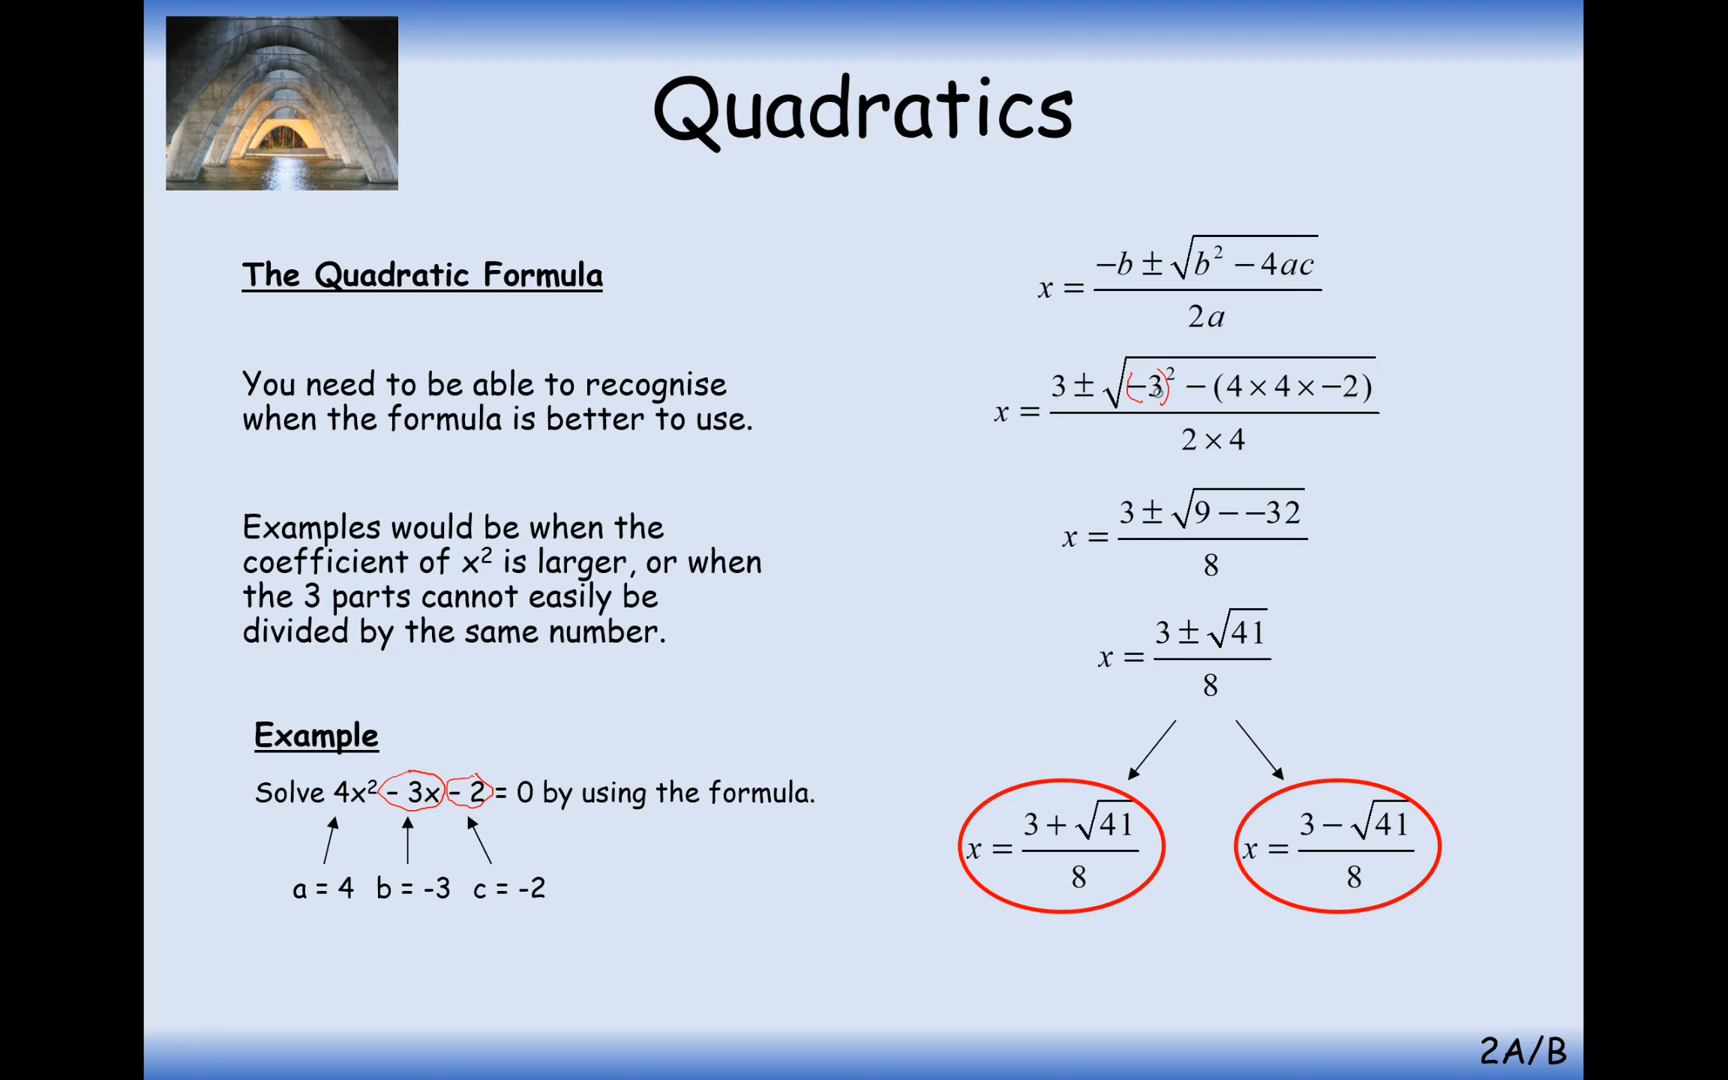 Quadratics
The Quadratic Formula
You need to be able to recognise
when the formula is better to use.
Examples would be when the
coefficient of x² is larger, or when
the 3 parts cannot easily be
divided by the same number.
Example
Solve 4x² - 3x - 2 = 0 by using the formula.
a = 4 b = -3 c = -2
x = (−b ± √(b² − 4ac)) / 2a
x = (3 ± √((−3)² − (4 × 4 × −2))) / (2 × 4)
x = (3 ± √(9 − −32)) / 8
x = (3 ± √41) / 8
x = (3 + √41) / 8
x = (3 − √41) / 8
2A/B